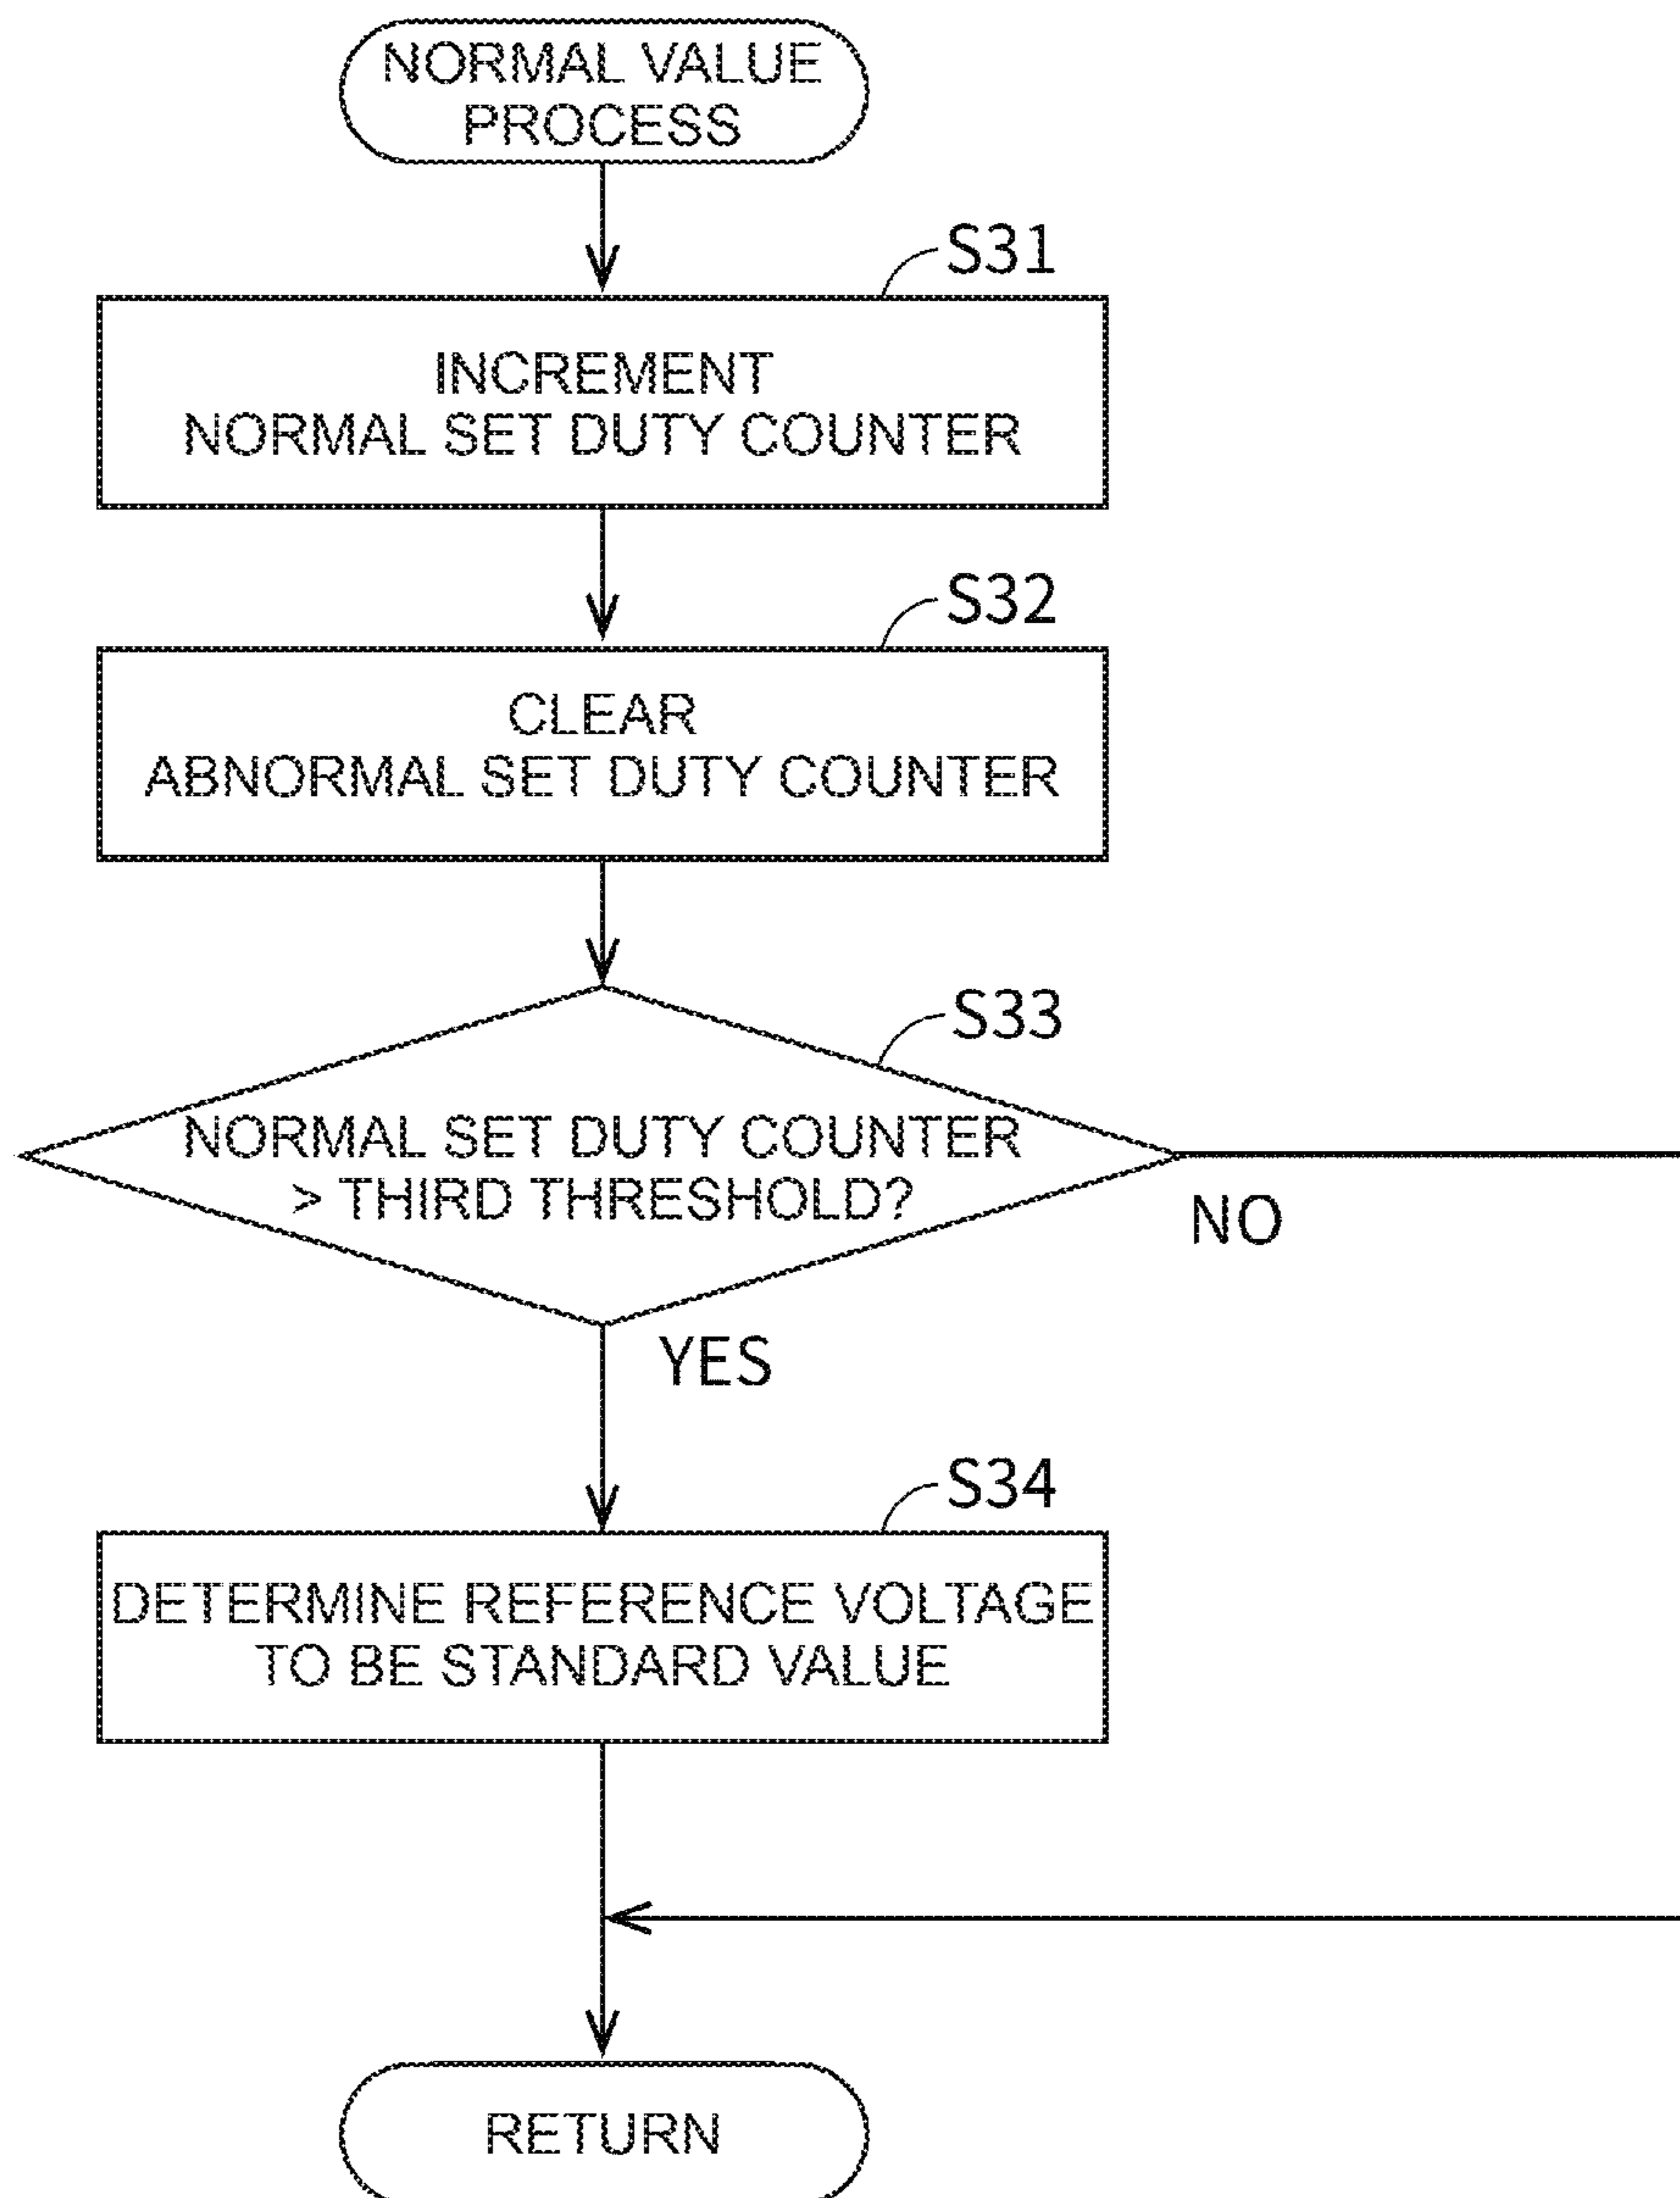 NORMAL VALUE
PROCESS
S31
INCREMENT
NORMAL SET DUTY COUNTER
S32
CLEAR
ABNORMAL SET DUTY COUNTER
S33
NORMAL SET DUTY COUNTER
> THIRD THRESHOLD?
NO
YES
S34
DETERMINE REFERENCE VOLTAGE
TO BE STANDARD VALUE
RETURN